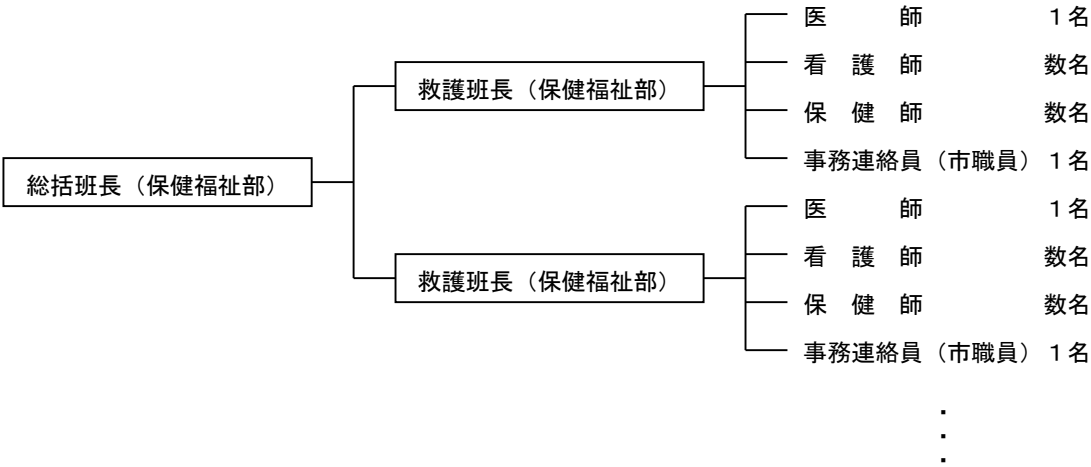 総括班長（保健福祉部）
救護班長（保健福祉部）
医　　　師　　　　　１名
看　護　師　　　　　数名
保　健　師　　　　　数名
事務連絡員（市職員）１名
救護班長（保健福祉部）
医　　　師　　　　　１名
看　護　師　　　　　数名
保　健　師　　　　　数名
事務連絡員（市職員）１名
・
・
・